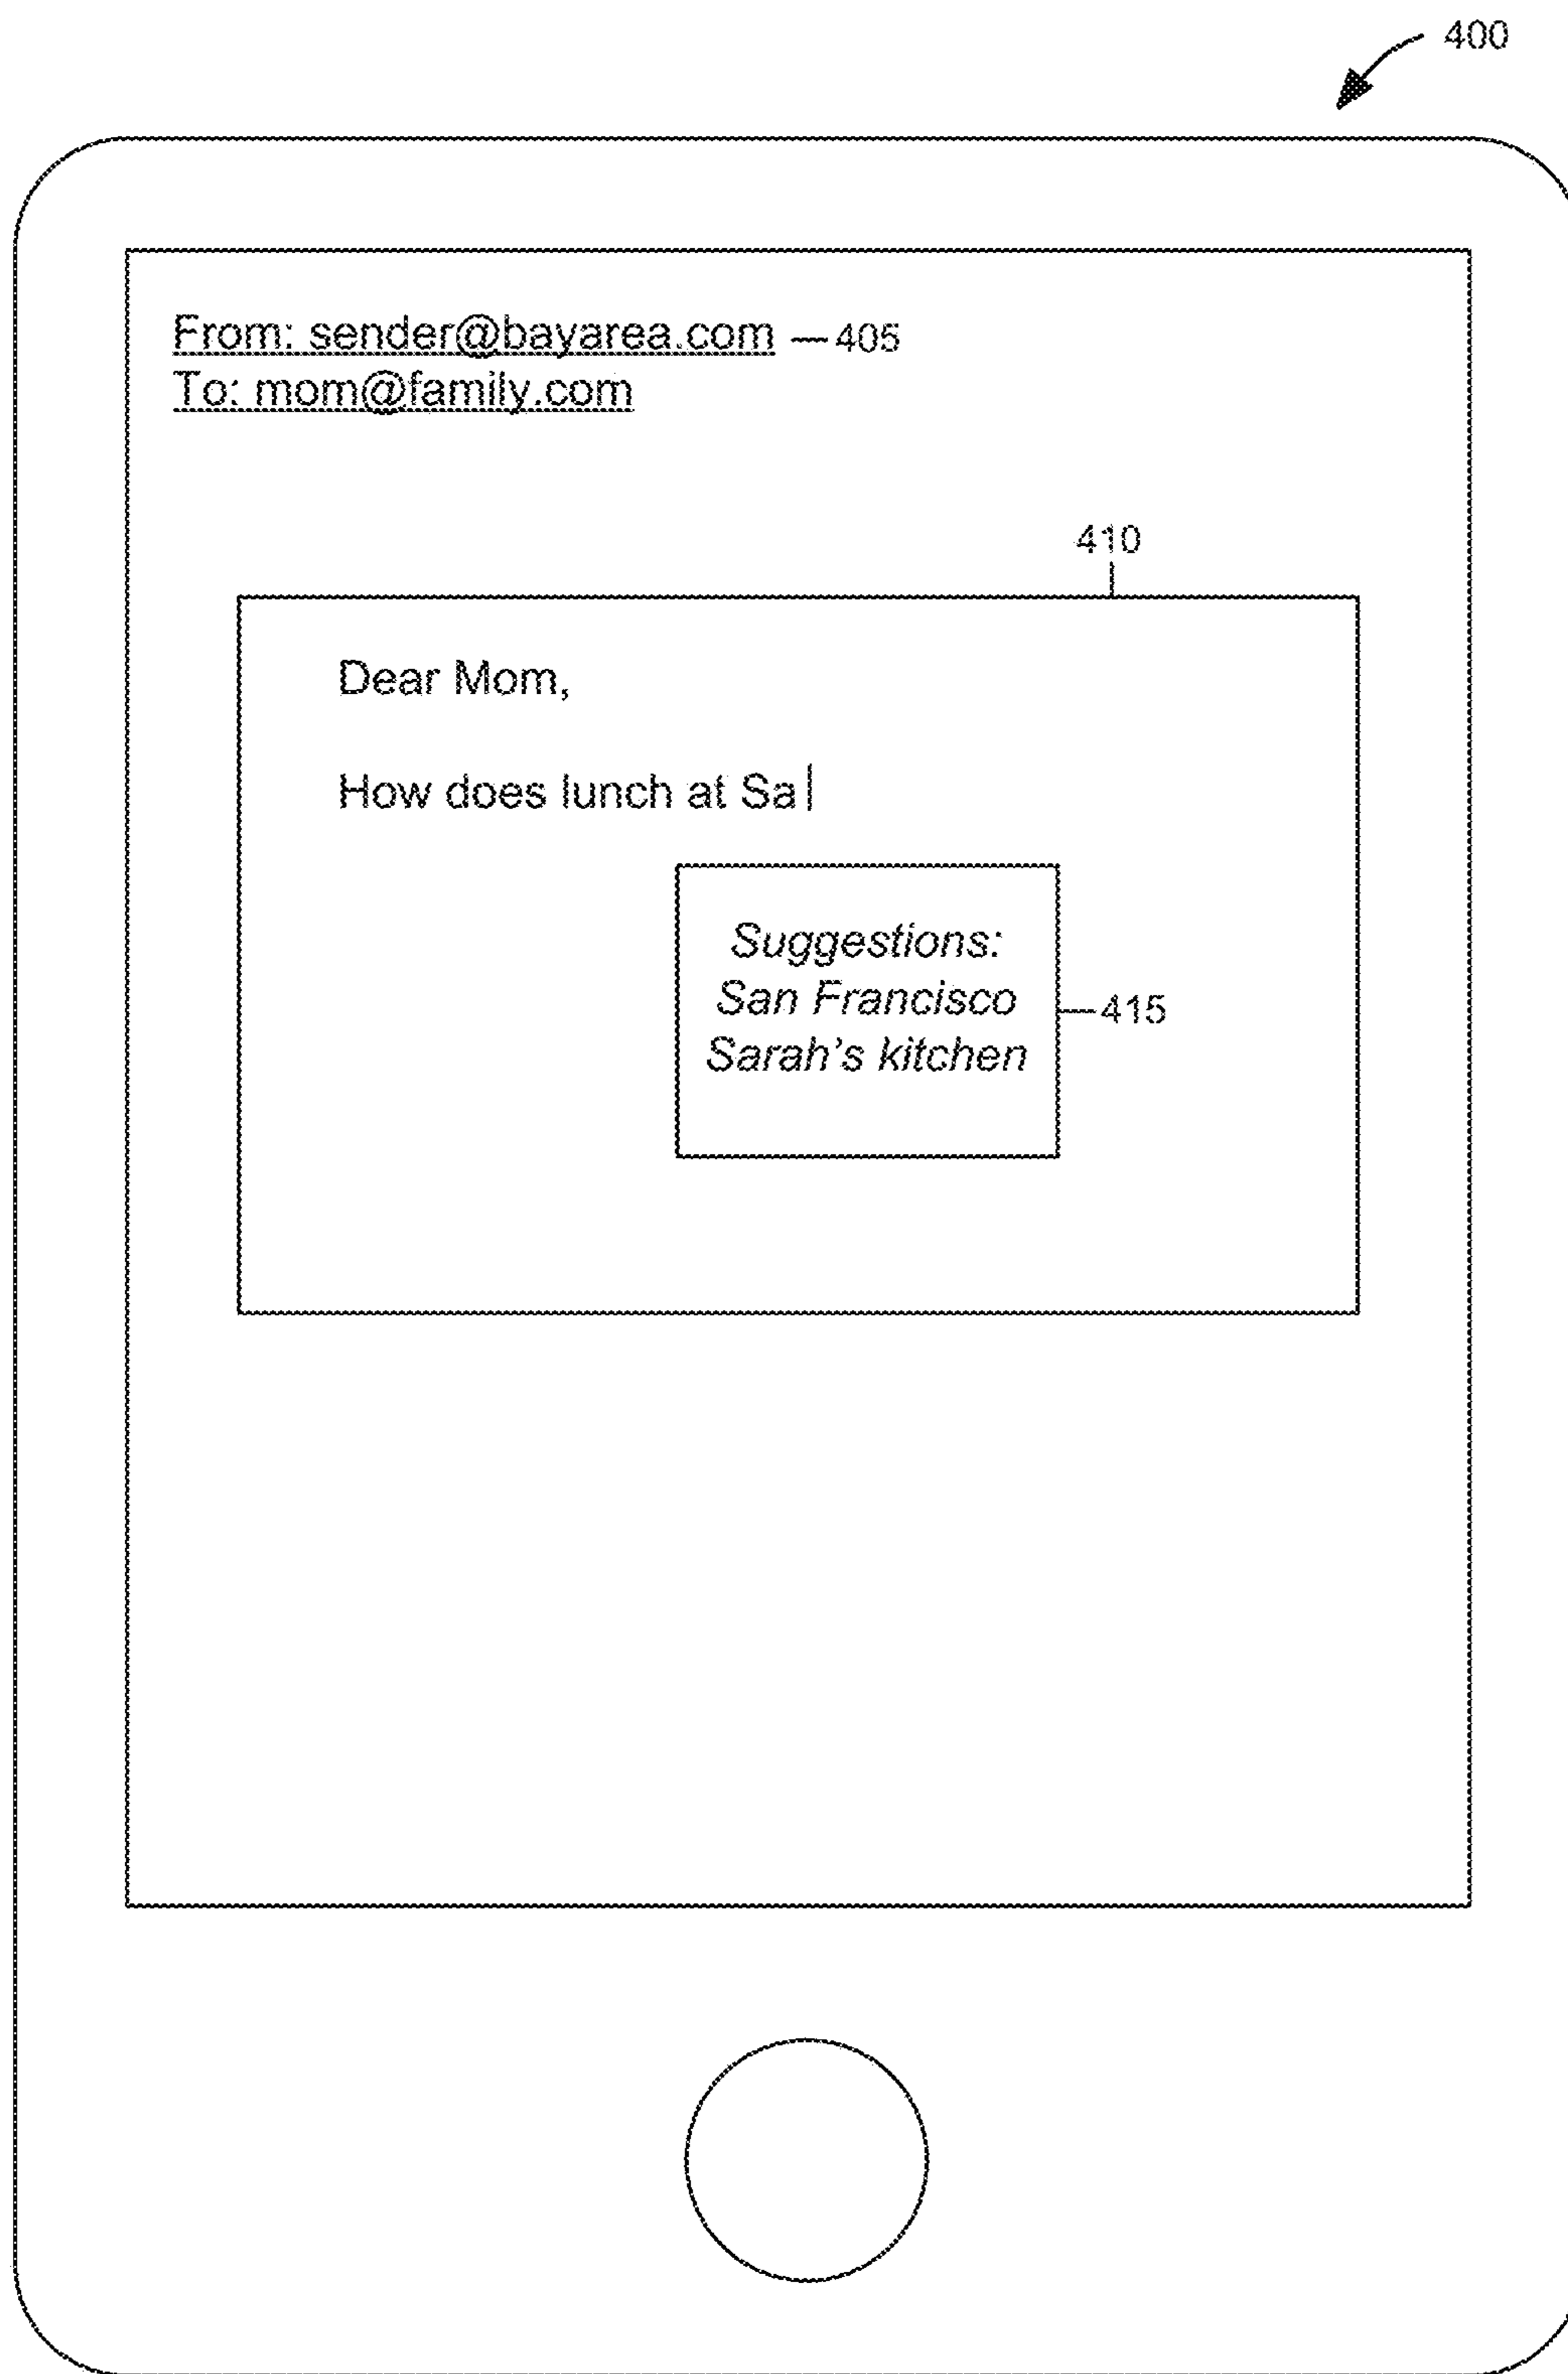 400
From: sender@bayarea.com — 405
To: mom@family.com
410
Dear Mom,
How does lunch at Sa
Suggestions:
San Francisco
Sarah's kitchen
415